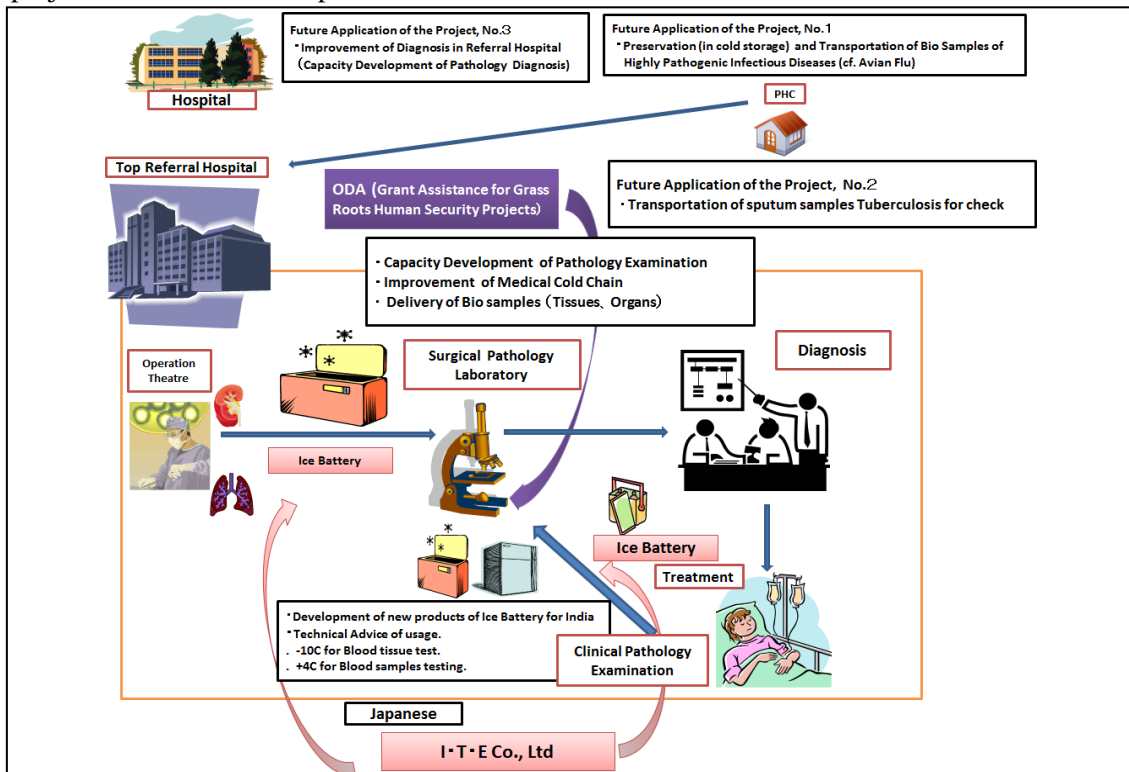 Future Application of the Project, No.3
・Improvement of Diagnosis in Referral Hospital
(Capacity Development of Pathology Diagnosis)
Future Application of the Project, No.1
・Preservation (in cold storage) and Transportation of Bio Samples of
Highly Pathogenic Infectious Diseases (cf. Avian Flu)
Hospital
PHC
Top Referral Hospital
ODA (Grant Assistance for Grass
Roots Human Security Projects)
Future Application of the Project, No.2
・Transportation of sputum samples Tuberculosis for check
・Capacity Development of Pathology Examination
・Improvement of Medical Cold Chain
・Delivery of Bio samples (Tissues、Organs)
Operation
Theatre
Surgical Pathology
Laboratory
Diagnosis
Ice Battery
Ice Battery
Treatment
・Development of new products of Ice Battery for India
・Technical Advice of usage.
. -10C for Blood tissue test.
. +4C for Blood samples testing.
Clinical Pathology
Examination
Japanese
I・T・E Co., Ltd